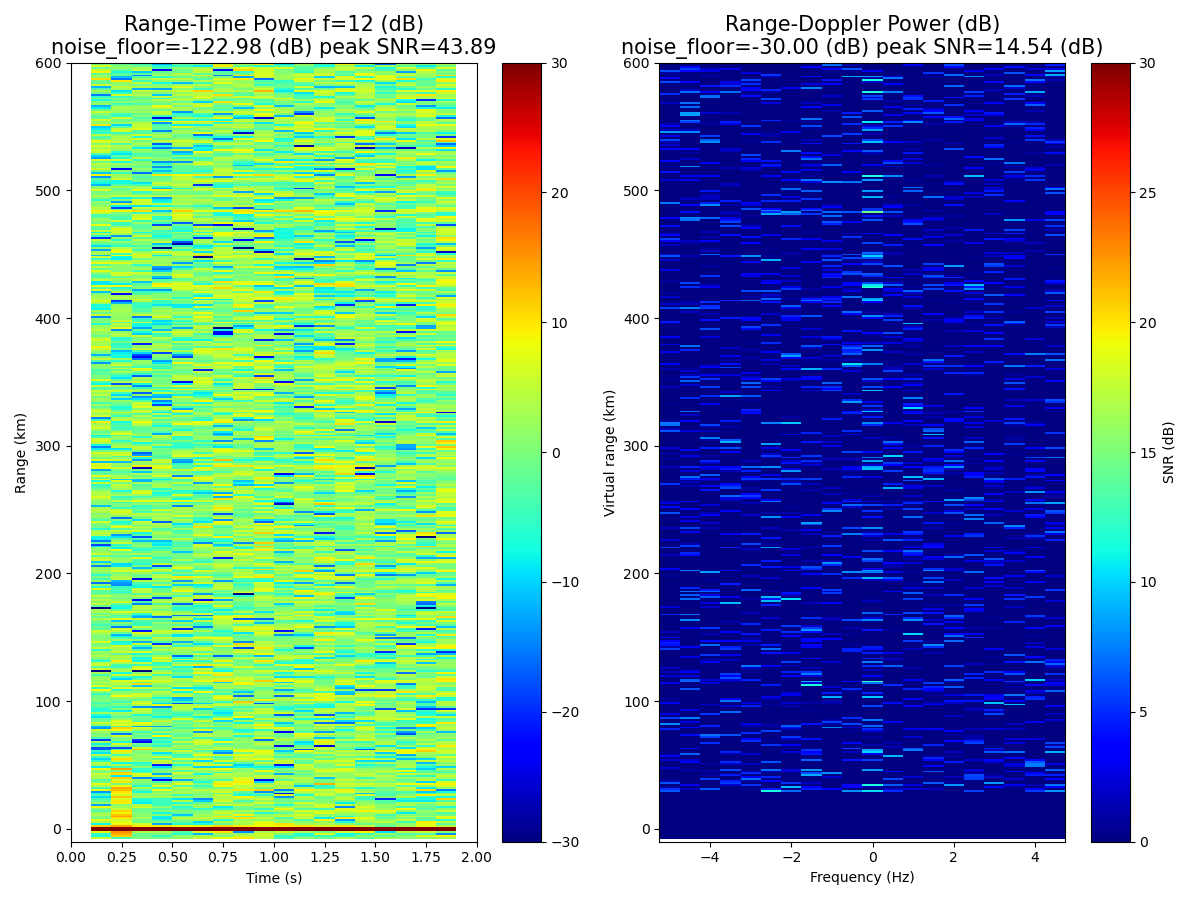 Range-Time Power f=12 (dB)
noise_floor=-122.98 (dB) peak SNR=43.89
Range (km)
600
500
400
300
200
100
0
0.00 0.25 0.50 0.75 1.00 1.25 1.50 1.75 2.00
Time (s)
30
20
10
0
−10
−20
−30
Range-Doppler Power (dB)
noise_floor=-30.00 (dB) peak SNR=14.54 (dB)
Virtual range (km)
600
500
400
300
200
100
0
−4 −2 0 2 4
Frequency (Hz)
30
25
20
15
10
5
0
SNR (dB)